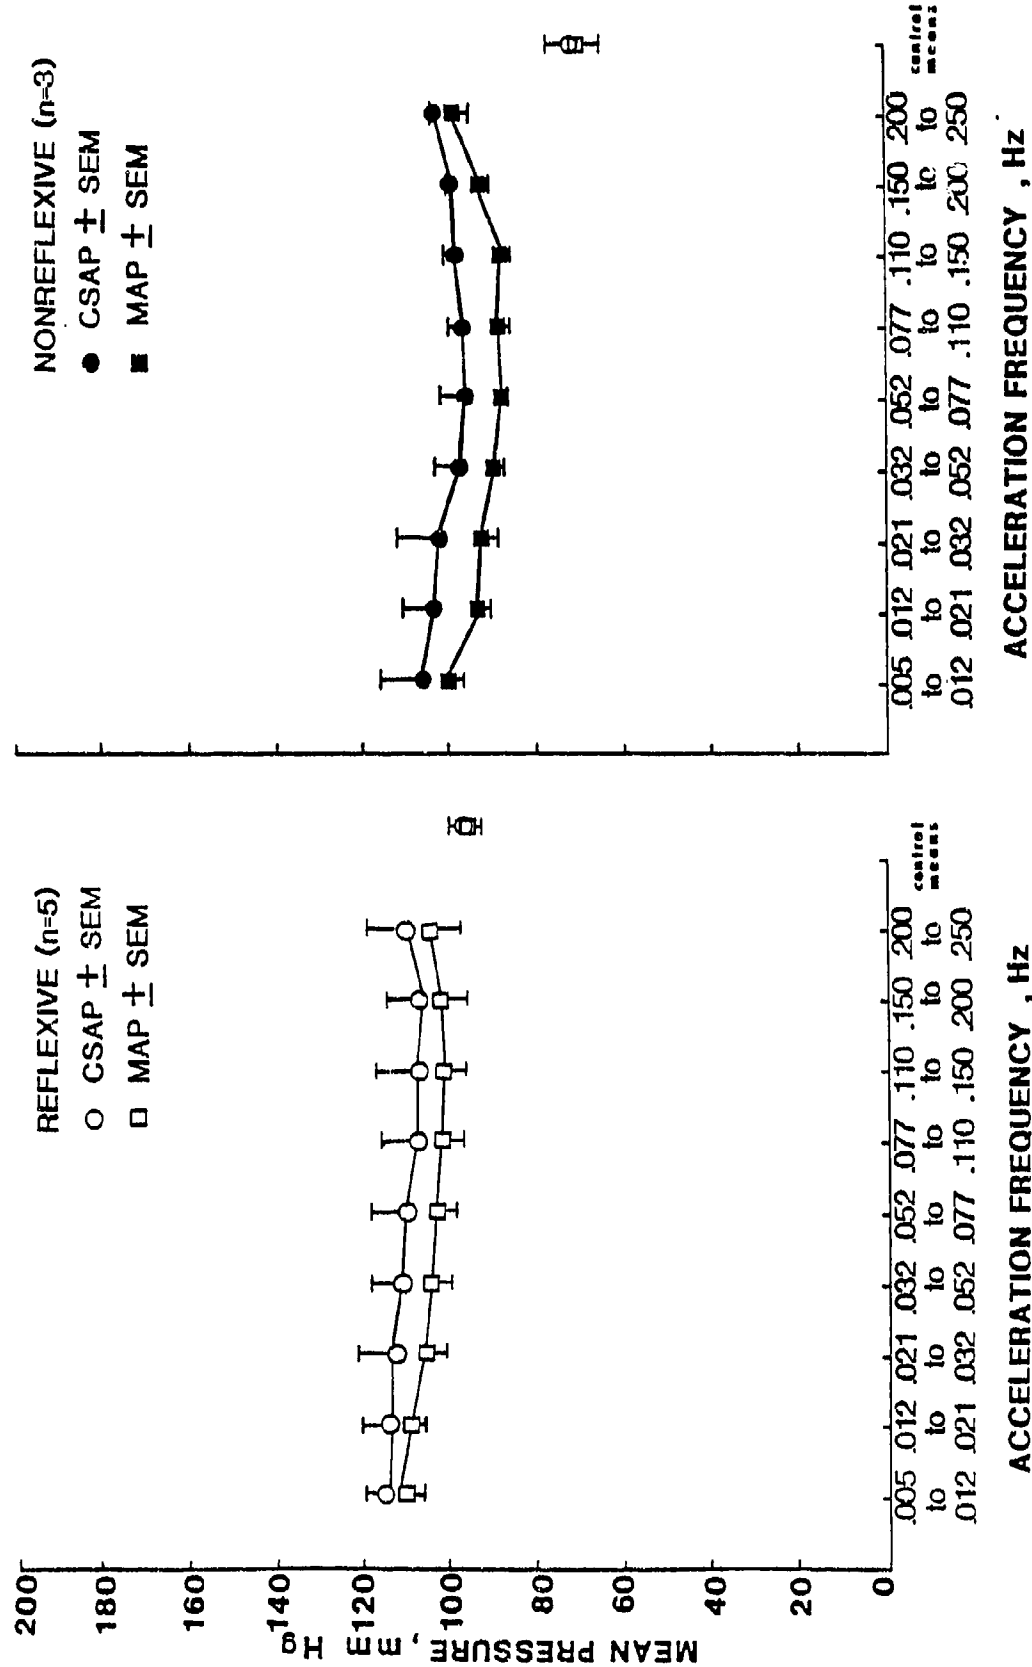 REFLEXIVE (n=5)
○ CSAP ± SEM
□ MAP ± SEM
MEAN PRESSURE, mm Hg
200
180
160
140
120
100
80
60
40
20
0
.005 .012 .021 .032 .052 .077 .110 .150 .200 control
to to to to to to to to to means
.012 .021 .032 .052 .077 .110 .150 .200 .250
ACCELERATION FREQUENCY , Hz
NONREFLEXIVE (n=3)
● CSAP ± SEM
■ MAP ± SEM
.005 .012 .021 .032 .052 .077 .110 .150 .200 control
to to to to to to to to to means
.012 .021 .032 .052 .077 .110 .150 .200 .250
ACCELERATION FREQUENCY , Hz